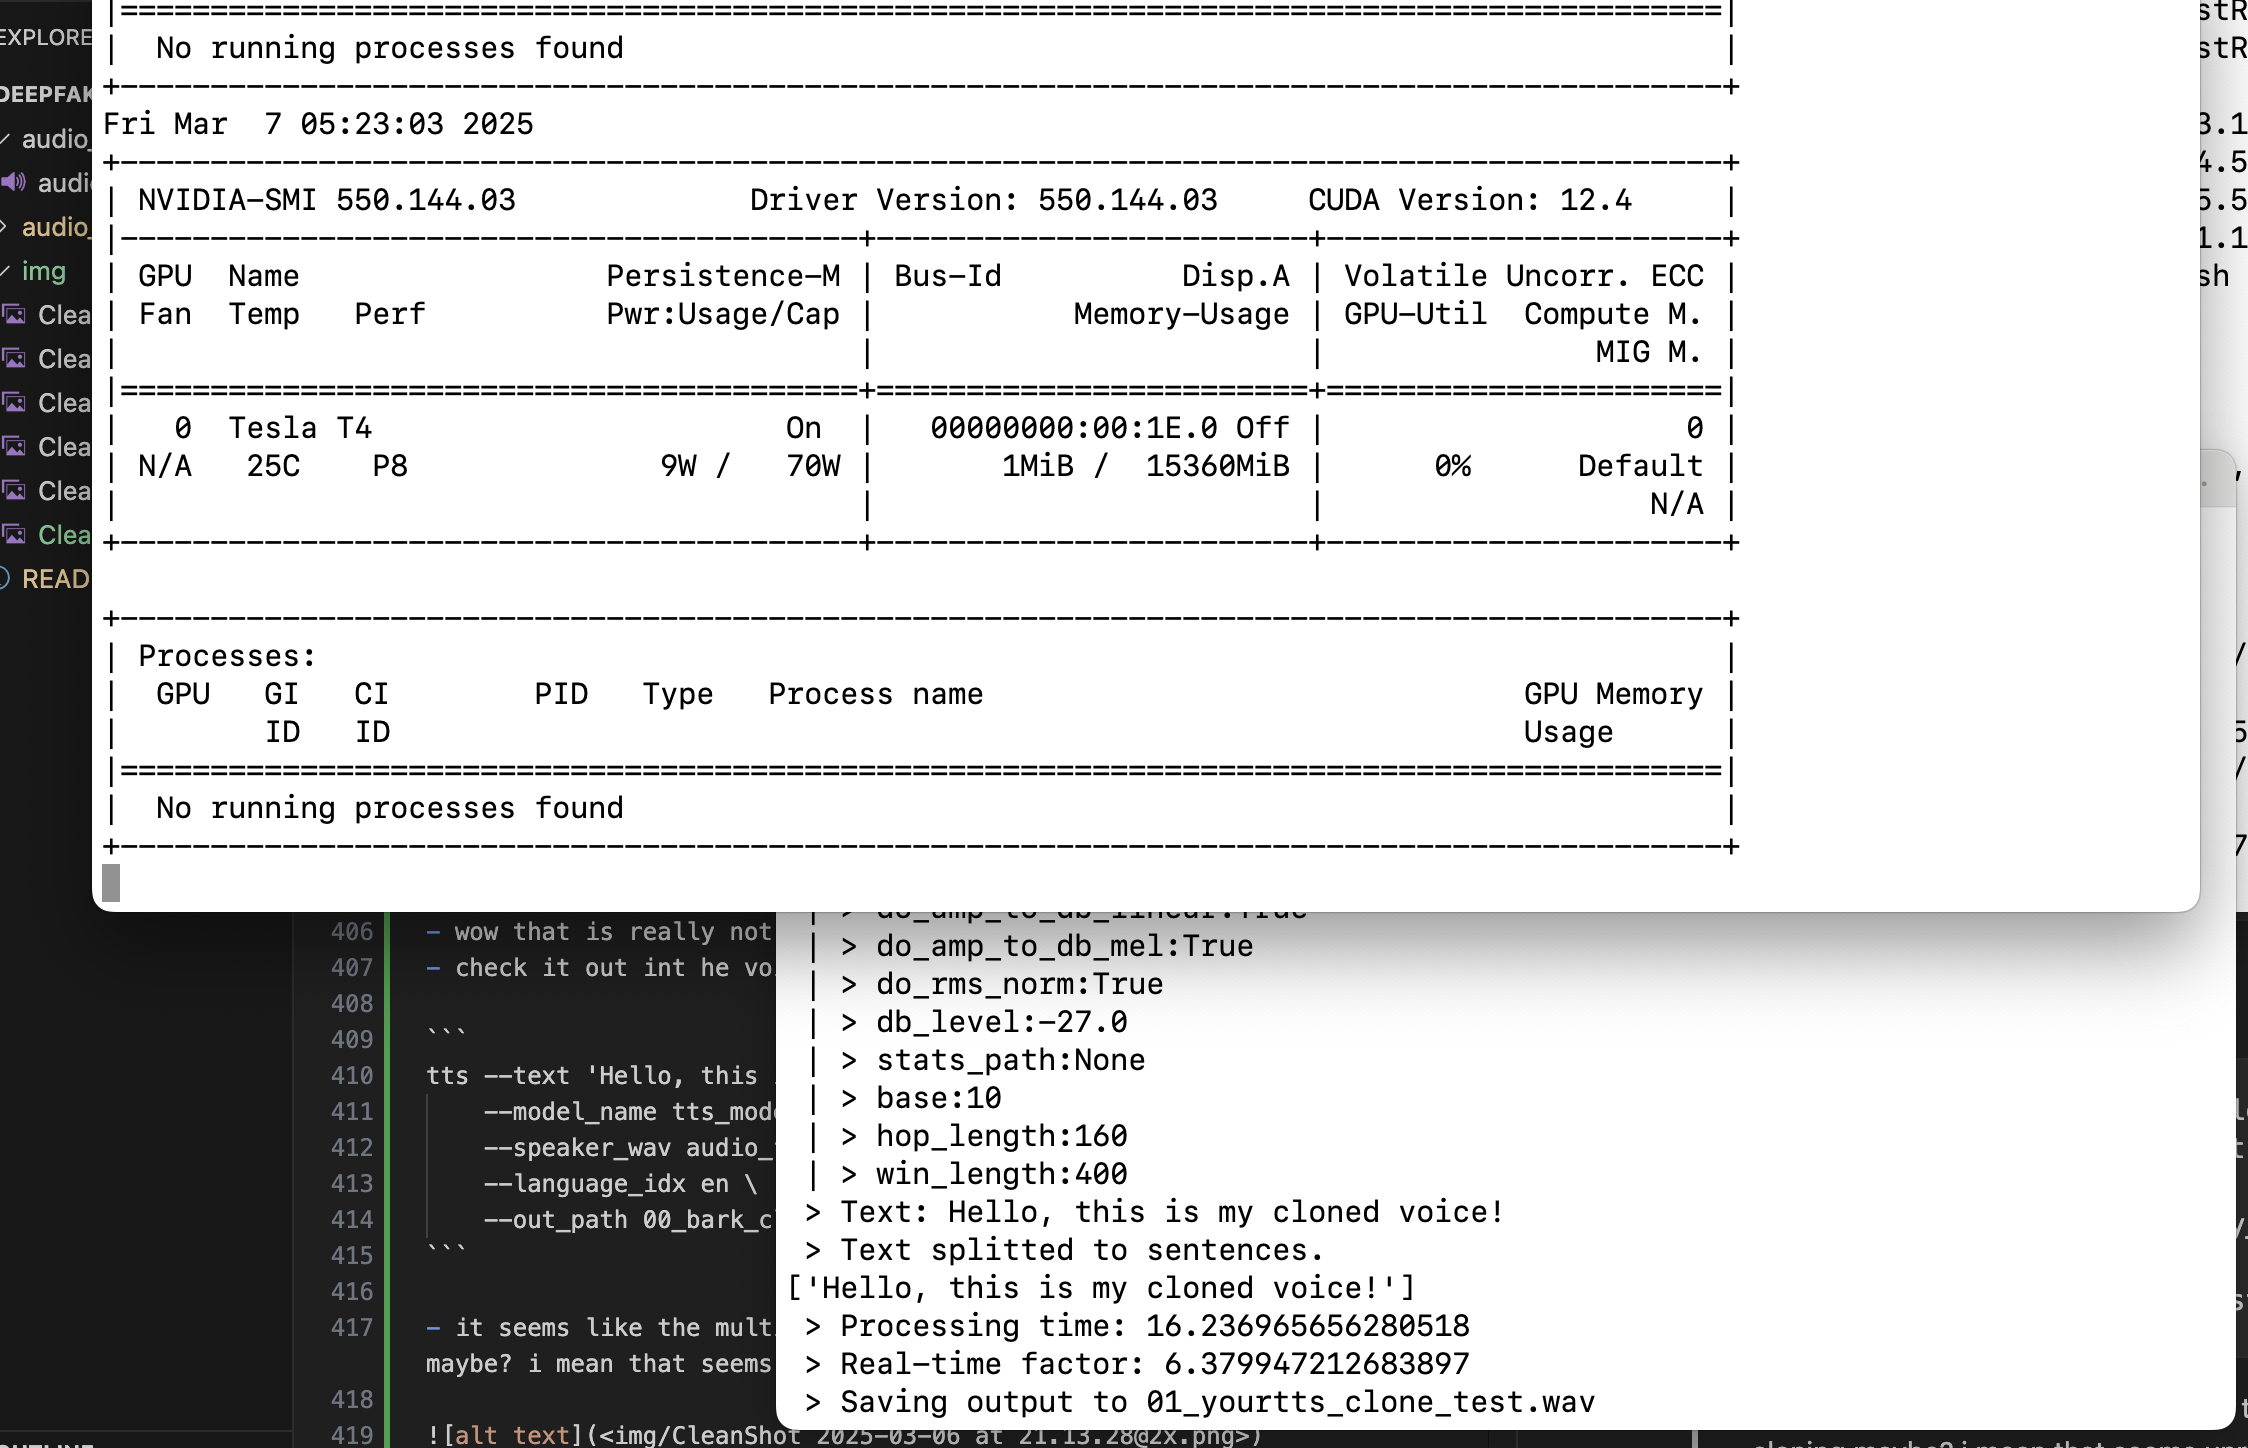 No running processes found
Fri Mar  7 05:23:03 2025
NVIDIA-SMI 550.144.03 Driver Version: 550.144.03 CUDA Version: 12.4
GPU Name Persistence-M | Bus-Id Disp.A | Volatile Uncorr. ECC
Fan Temp Perf Pwr:Usage/Cap | Memory-Usage | GPU-Util Compute M.
MIG M.
0 Tesla T4 On | 00000000:00:1E.0 Off | 0
N/A 25C P8 9W / 70W | 1MiB / 15360MiB | 0% Default
N/A
Processes:
GPU GI CI PID Type Process name GPU Memory
ID ID Usage
No running processes found
EXPLORE
DEEPFAK
audio_
audi
audio_
img
Clea
Clea
Clea
Clea
Clea
Clea
READ
stR
stR
3.1
4.5
5.5
1.1
sh
406 - wow that is really not
407 - check it out int he vo
408
409 ```
410 tts --text 'Hello, this
411 --model_name tts_mod
412 --speaker_wav audio_
413 --language_idx en \
414 --out_path 00_bark_c
415 ```
416
417 - it seems like the mult
maybe? i mean that seems
418
419 ![alt text](<img/CleanShot 2025-03-06 at 21.13.28@2x.png>)
| > do_amp_to_db_linear:True
| > do_amp_to_db_mel:True
| > do_rms_norm:True
| > db_level:-27.0
| > stats_path:None
| > base:10
| > hop_length:160
| > win_length:400
> Text: Hello, this is my cloned voice!
> Text splitted to sentences.
['Hello, this is my cloned voice!']
> Processing time: 16.236965656280518
> Real-time factor: 6.379947212683897
> Saving output to 01_yourtts_clone_test.wav